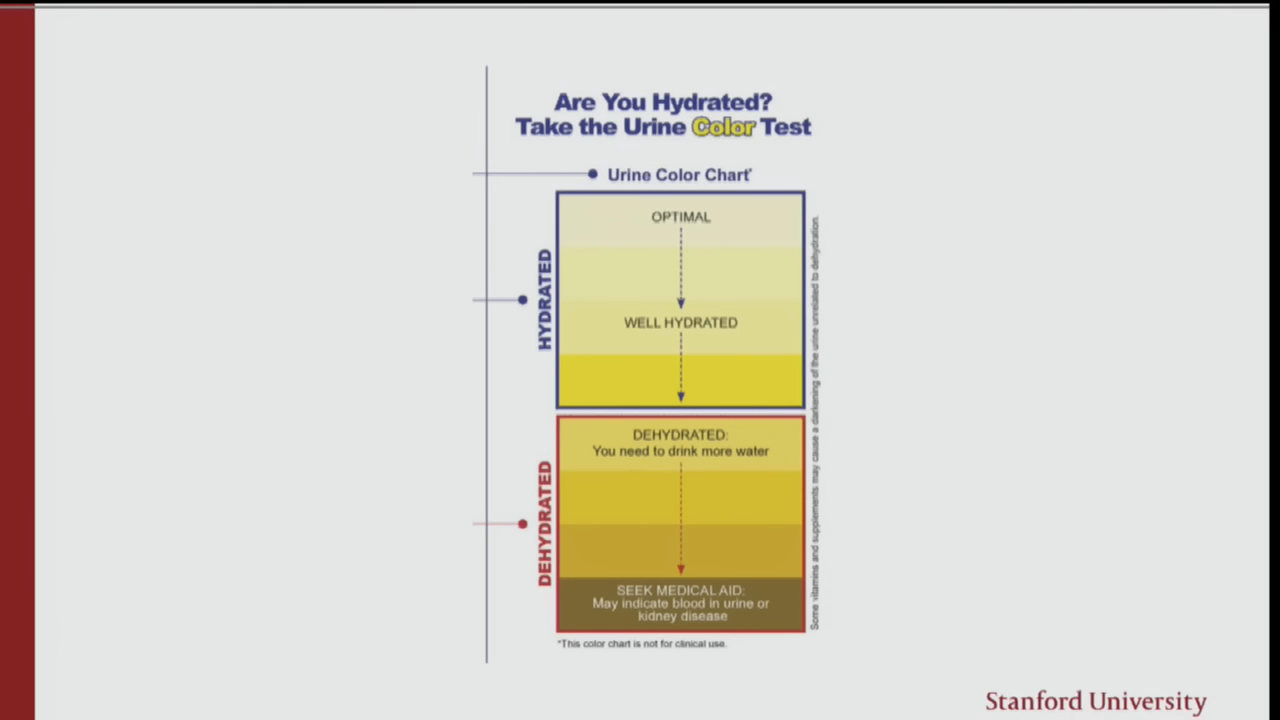 Are You Hydrated?
Take the Urine Color Test
Urine Color Chart*
HYDRATED
OPTIMAL
WELL HYDRATED
DEHYDRATED
DEHYDRATED:
You need to drink more water
SEEK MEDICAL AID:
May indicate blood in urine or
kidney disease
Some vitamins and supplements may cause a darkening of the urine unrelated to dehydration.
*This color chart is not for clinical use.
Stanford University